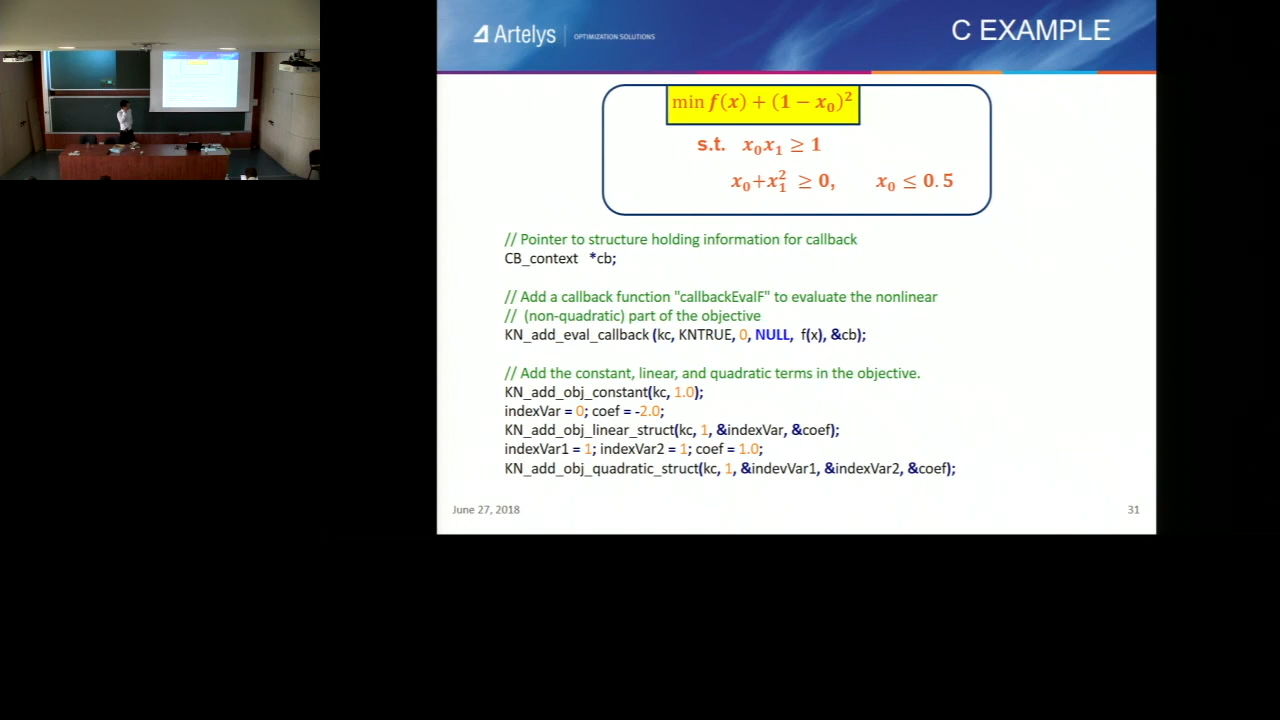 Artelys
OPTIMIZATION SOLUTIONS
C EXAMPLE
min f(x) + (1 − x₀)²
s.t. x₀x₁ ≥ 1
x₀+x₁² ≥ 0, x₀ ≤ 0.5
// Pointer to structure holding information for callback
CB_context *cb;
// Add a callback function "callbackEvalF" to evaluate the nonlinear
// (non-quadratic) part of the objective
KN_add_eval_callback (kc, KNTRUE, 0, NULL, f(x), &cb);
// Add the constant, linear, and quadratic terms in the objective.
KN_add_obj_constant(kc, 1.0);
indexVar = 0; coef = -2.0;
KN_add_obj_linear_struct(kc, 1, &indexVar, &coef);
indexVar1 = 1; indexVar2 = 1; coef = 1.0;
KN_add_obj_quadratic_struct(kc, 1, &indevVar1, &indexVar2, &coef);
June 27, 2018
31